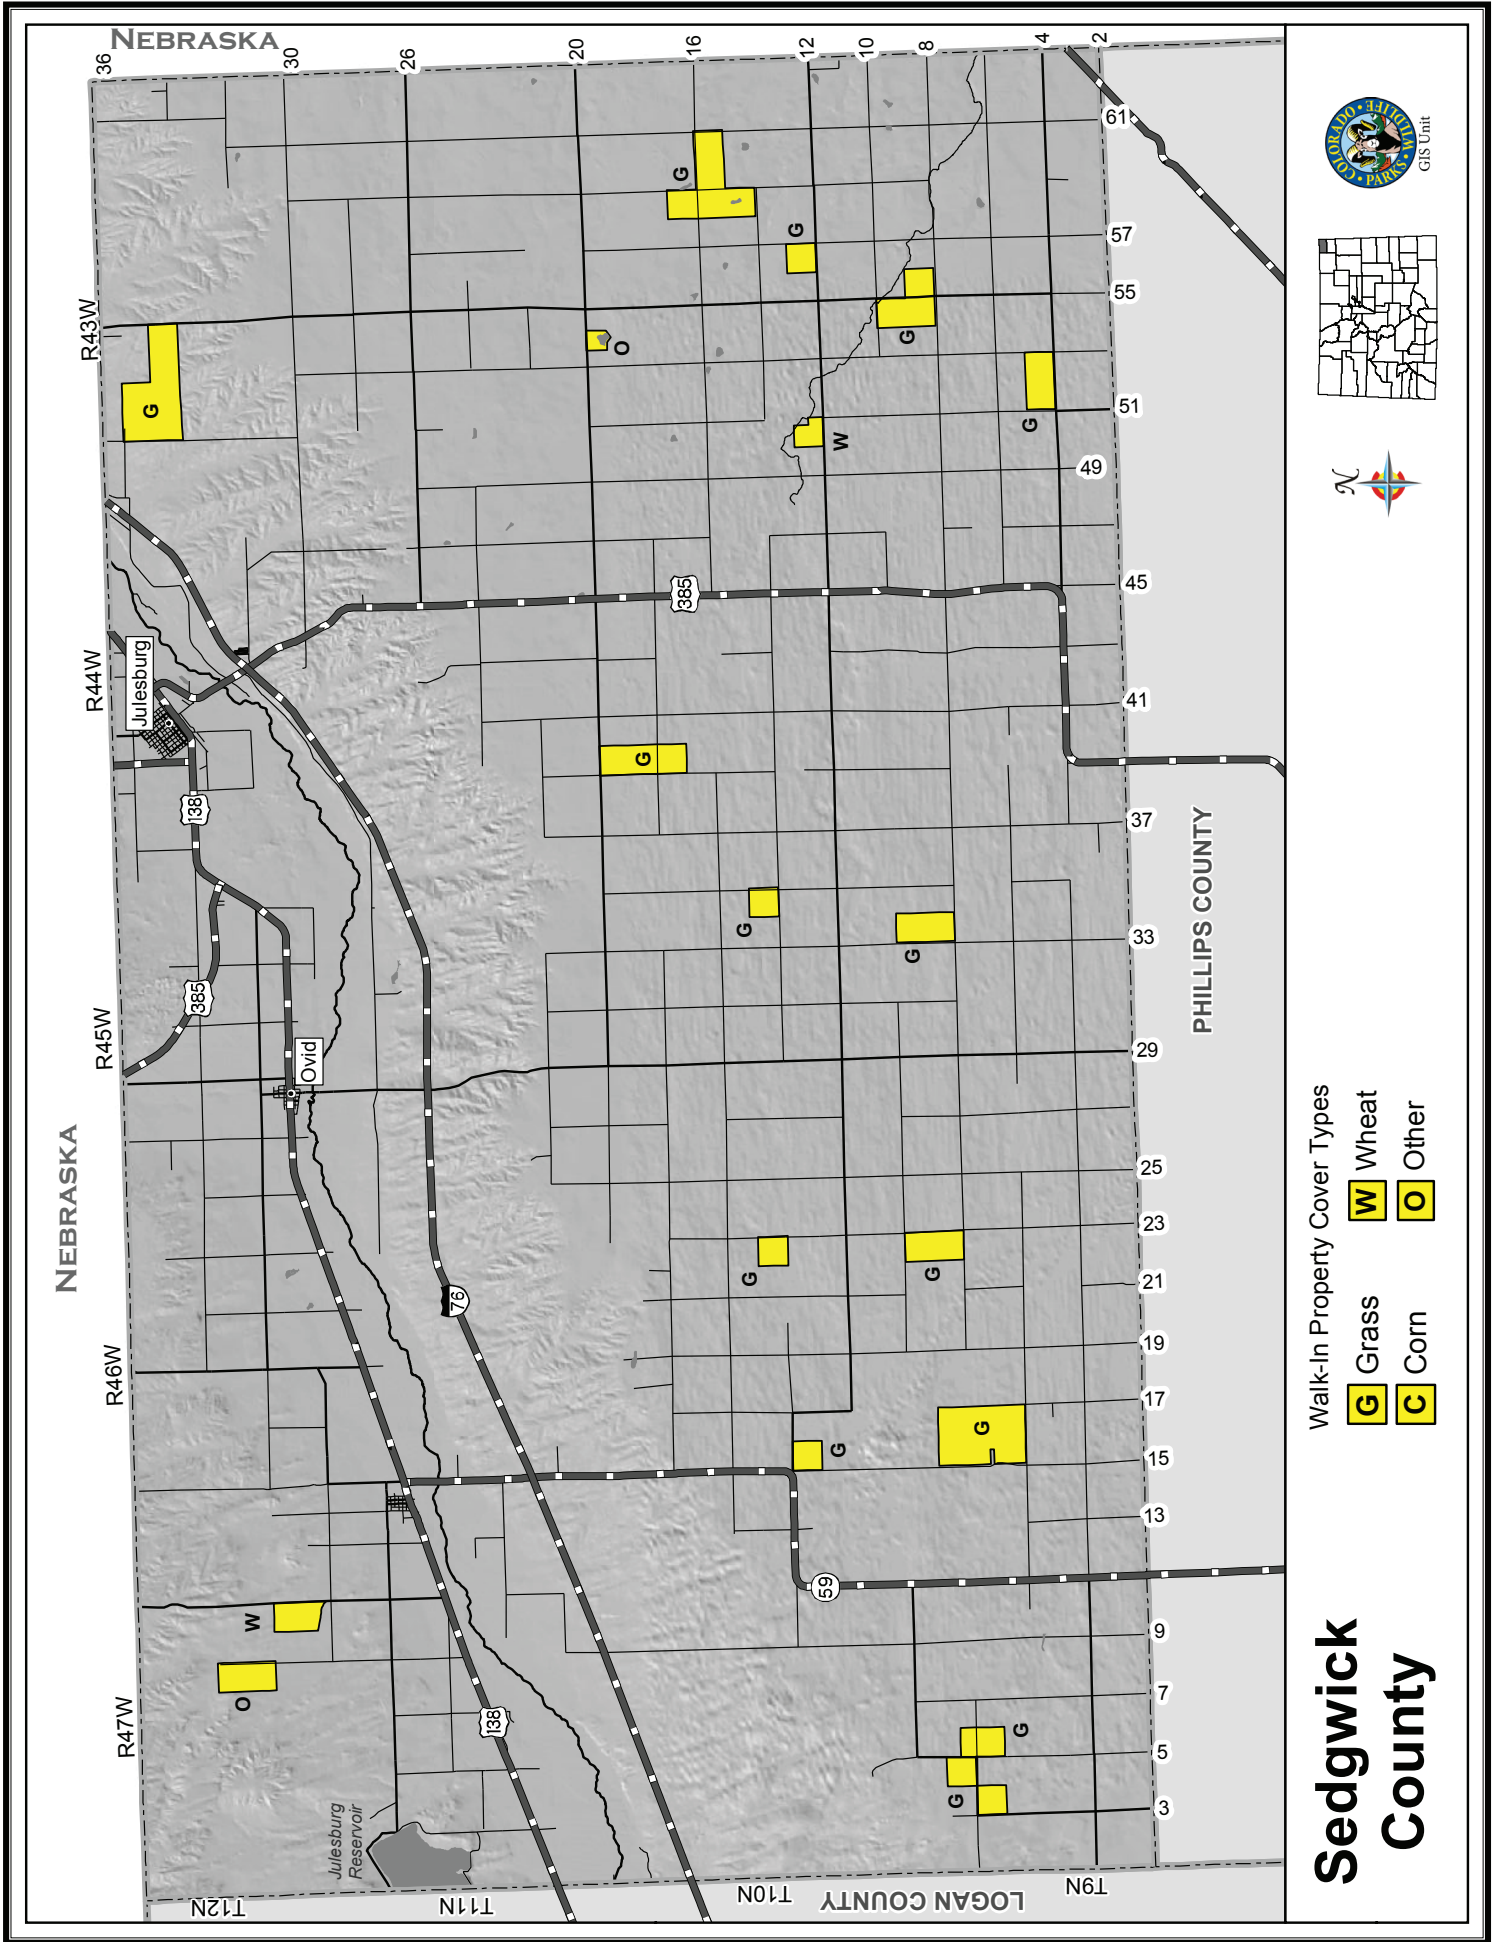 NEBRASKA
NEBRASKA
R47W
R46W
R45W
R44W
R43W
36
30
26
20
16
12
10
8
4
2
T12N
T11N
T10N
T9N
LOGAN COUNTY
PHILLIPS COUNTY
Julesburg
Ovid
Julesburg
Reservoir
138
138
385
385
76
59
3
5
7
9
13
15
17
19
21
23
25
29
33
37
41
45
49
51
55
57
61
O
W
G
G
G
G
G
G
G
G
G
G
G
W
O
G
G
G
G
G
Sedgwick
County
Walk-In Property Cover Types
G Grass
W Wheat
C Corn
O Other
N
COLORADO
PARKS
WILDLIFE
GIS Unit